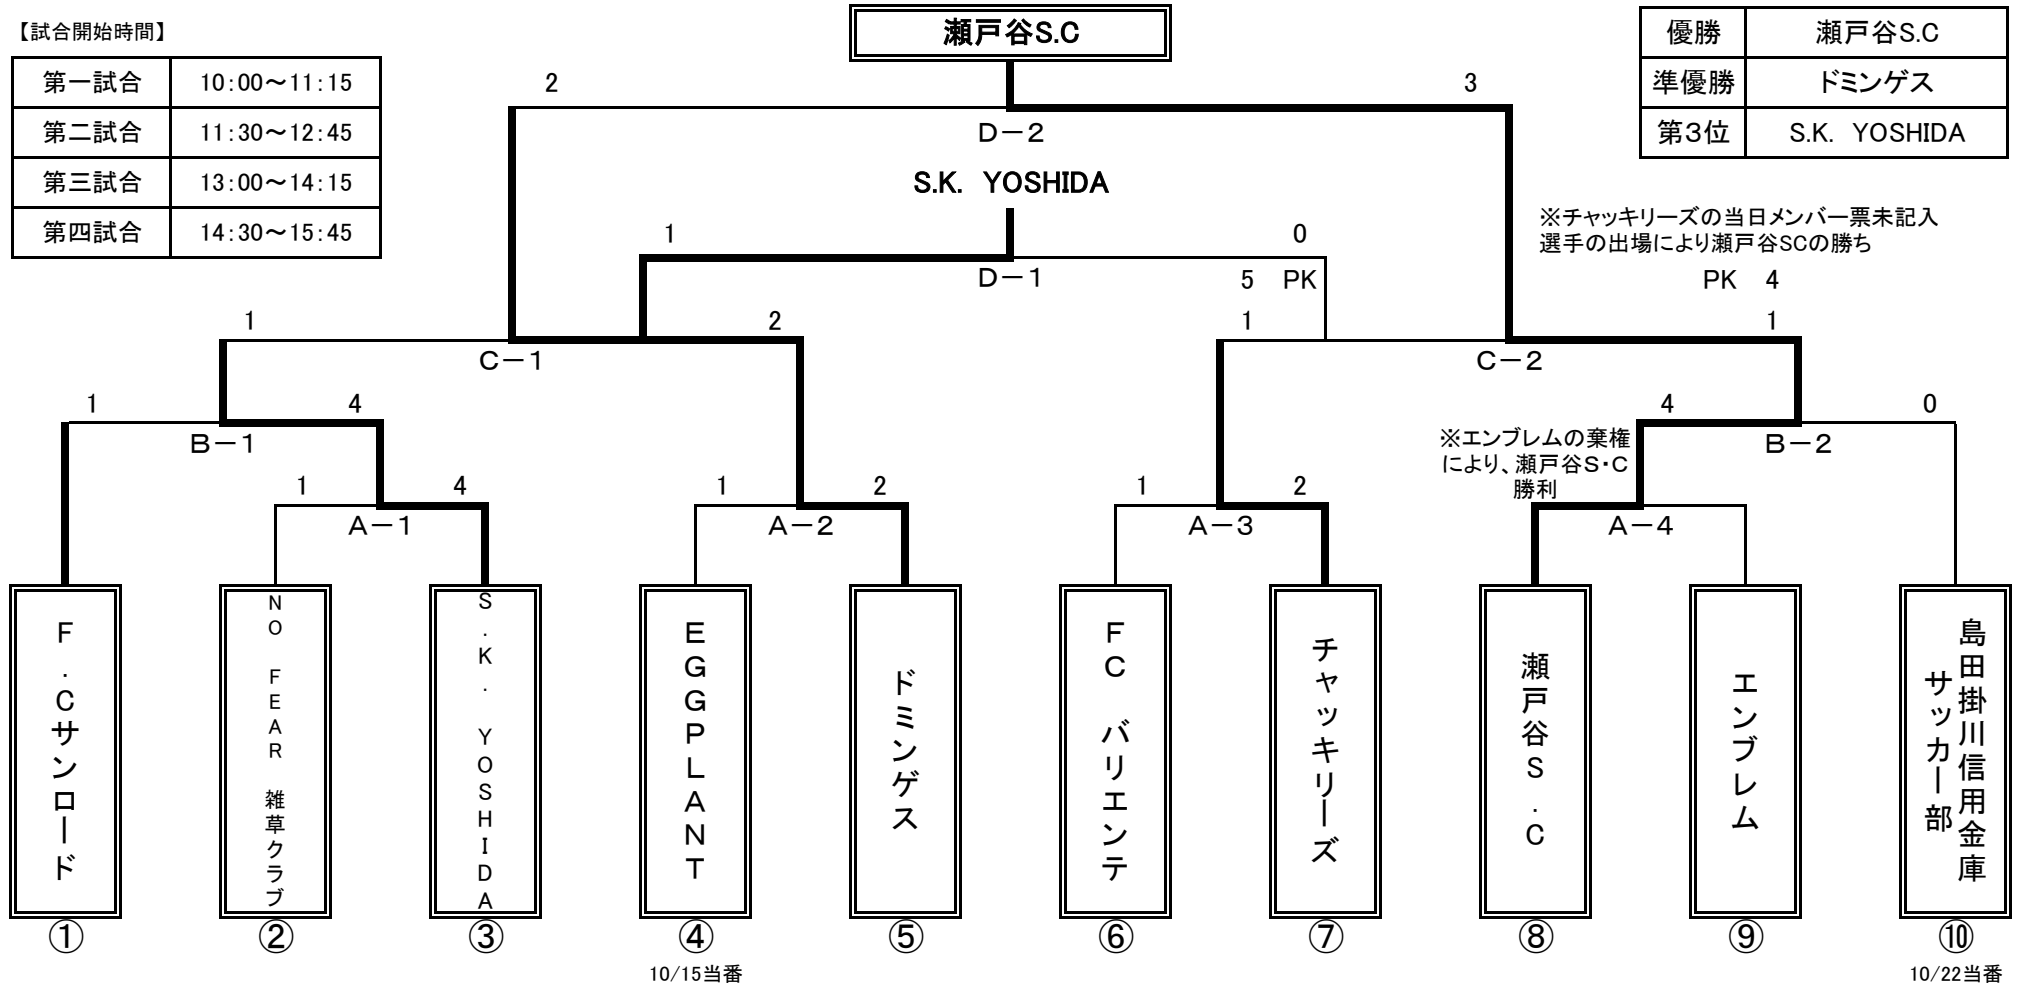 【試合開始時間】
第一試合 10:00～11:15
第二試合 11:30～12:45
第三試合 13:00～14:15
第四試合 14:30～15:45
瀬戸谷S.C
優勝 瀬戸谷S.C
準優勝 ドミンゲス
第3位 S.K. YOSHIDA
2 3
D－2
S.K. YOSHIDA
※チャッキリーズの当日メンバー票未記入
選手の出場により瀬戸谷SCの勝ち
1 0
D－1
5 PK
PK 4
1 2
C－1
1 1
C－2
1 4
B－1
4 0
B－2
※エンブレムの棄権
により、瀬戸谷S・C
勝利
1 4
A－1
1 2
A－2
1 2
A－3
A－4
F.Cサンロード
NO FEAR 雑草クラブ
S.K. YOSHIDA
EGGPLANT
ドミンゲス
FC バリエンテ
チャッキリーズ
瀬戸谷S.C
エンブレム
島田掛川信用金庫
サッカー部
① ② ③ ④ ⑤ ⑥ ⑦ ⑧ ⑨ ⑩
10/15当番
10/22当番